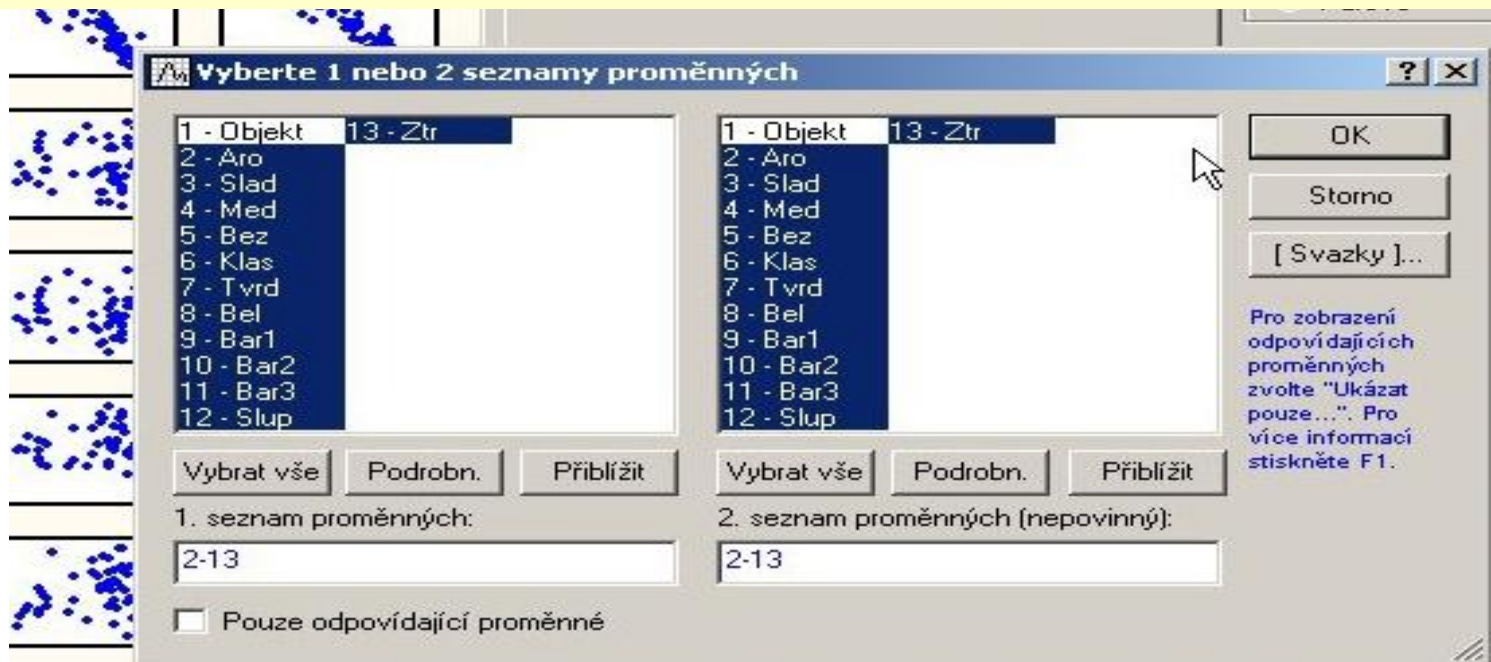 Vyberte 1 nebo 2 seznamy proměnných
1 - Objekt 13 - Ztr
2 - Aro
3 - Slad
4 - Med
5 - Bez
6 - Klas
7 - Tvrd
8 - Bel
9 - Bar1
10 - Bar2
11 - Bar3
12 - Slup
Vybrat vše Podrobn. Přiblížit
1. seznam proměnných:
2-13
Pouze odpovídající proměnné
1 - Objekt 13 - Ztr
2 - Aro
3 - Slad
4 - Med
5 - Bez
6 - Klas
7 - Tvrd
8 - Bel
9 - Bar1
10 - Bar2
11 - Bar3
12 - Slup
Vybrat vše Podrobn. Přiblížit
2. seznam proměnných (nepovinný):
2-13
OK
Storno
[ Svazky ]...
Pro zobrazení
odpovídajících
proměnných
zvolte "Ukázat
pouze...". Pro
více informací
stiskněte F1.